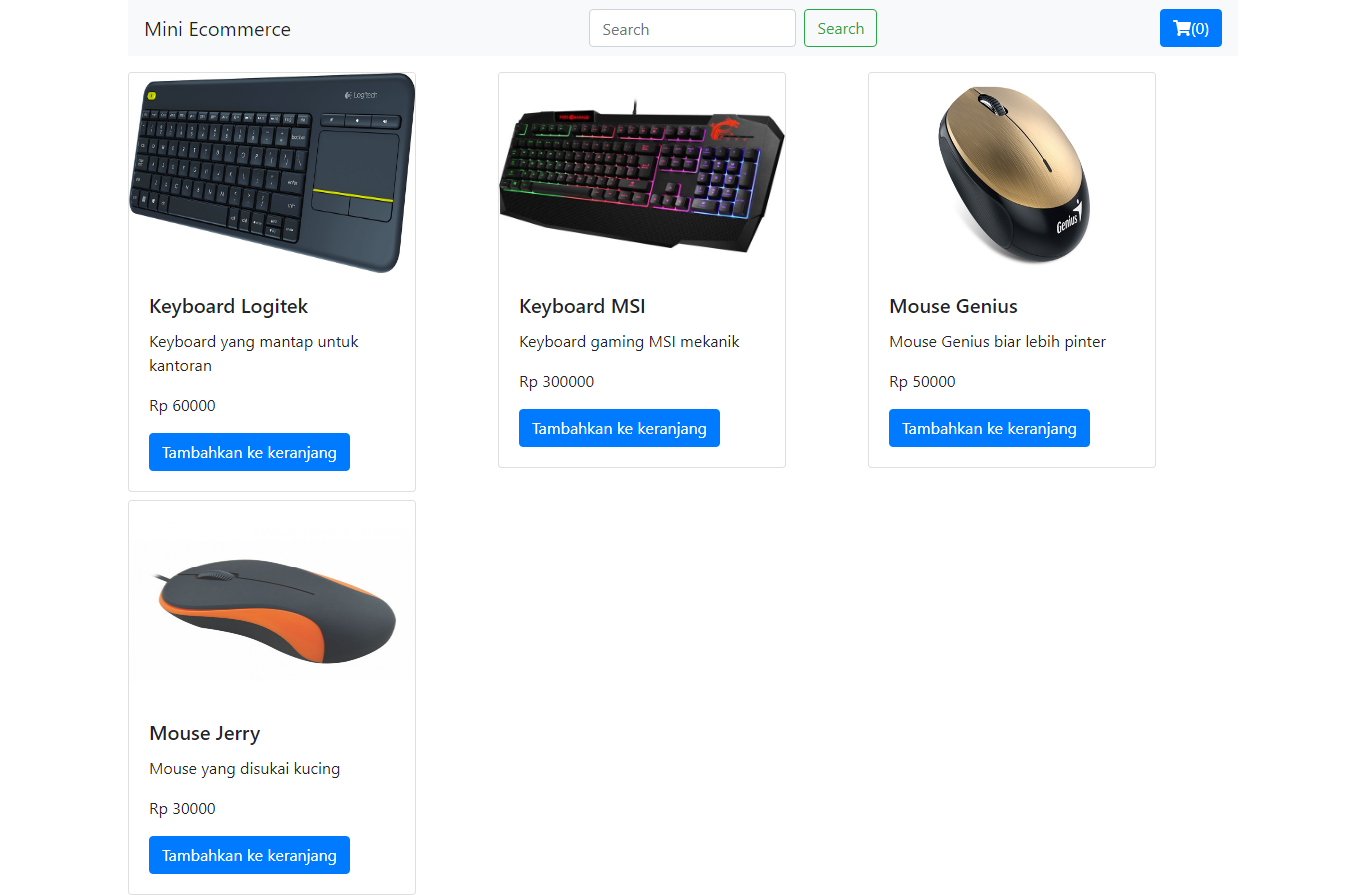 Mini Ecommerce
Search
Search
(0)
Logitech
Keyboard Logitek
Keyboard yang mantap untuk
kantoran
Rp 60000
Tambahkan ke keranjang
Keyboard MSI
Keyboard gaming MSI mekanik
Rp 300000
Tambahkan ke keranjang
Genius
Mouse Genius
Mouse Genius biar lebih pinter
Rp 50000
Tambahkan ke keranjang
Mouse Jerry
Mouse yang disukai kucing
Rp 30000
Tambahkan ke keranjang